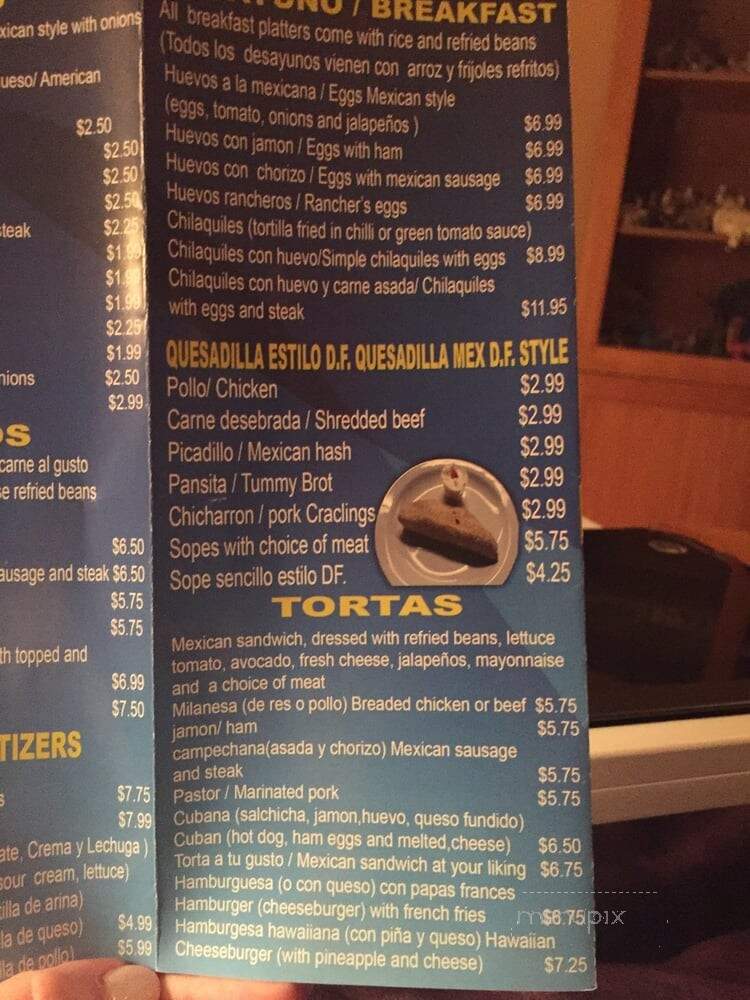 xican style with onions
ueso/ American
$2.50
$2.50
$2.50
$2.50
steak $2.25
$1.99
$1.99
$1.99
$2.25
$1.99
nions $2.50
$2.99
OS
carne al gusto
se refried beans
$6.50
ausage and steak $6.50
$5.75
$5.75
th topped and
$6.99
$7.50
TIZERS
$7.75
$7.99
ate, Crema y Lechuga )
sour cream, lettuce)
tilla de arina)
lla de queso) $4.99
lla de pollo) $5.99
/ BREAKFAST
All breakfast platters come with rice and refried beans
(Todos los desayunos vienen con arroz y frijoles refritos)
Huevos a la mexicana / Eggs Mexican style
(eggs, tomato, onions and jalapeños ) $6.99
Huevos con jamon / Eggs with ham $6.99
Huevos con chorizo / Eggs with mexican sausage $6.99
Huevos rancheros / Rancher's eggs $6.99
Chilaquiles (tortilla fried in chilli or green tomato sauce)
Chilaquiles con huevo/Simple chilaquiles with eggs $8.99
Chilaquiles con huevo y carne asada/ Chilaquiles
with eggs and steak $11.95
QUESADILLA ESTILO D.F. QUESADILLA MEX D.F. STYLE
Pollo/ Chicken $2.99
Carne desebrada / Shredded beef $2.99
Picadillo / Mexican hash $2.99
Pansita / Tummy Brot $2.99
Chicharron / pork Craclings $2.99
Sopes with choice of meat $5.75
Sope sencillo estilo DF. $4.25
TORTAS
Mexican sandwich, dressed with refried beans, lettuce
tomato, avocado, fresh cheese, jalapeños, mayonnaise
and a choice of meat
Milanesa (de res o pollo) Breaded chicken or beef $5.75
jamon/ ham $5.75
campechana(asada y chorizo) Mexican sausage
and steak $5.75
Pastor / Marinated pork $5.75
Cubana (salchicha, jamon,huevo, queso fundido)
Cuban (hot dog, ham eggs and melted,cheese) $6.50
Torta a tu gusto / Mexican sandwich at your liking $6.75
Hamburguesa (o con queso) con papas frances
Hamburger (cheeseburger) with french fries $6.75
Hamburgesa hawaiiana (con piña y queso) Hawaiian
Cheeseburger (with pineapple and cheese) $7.25
menupix